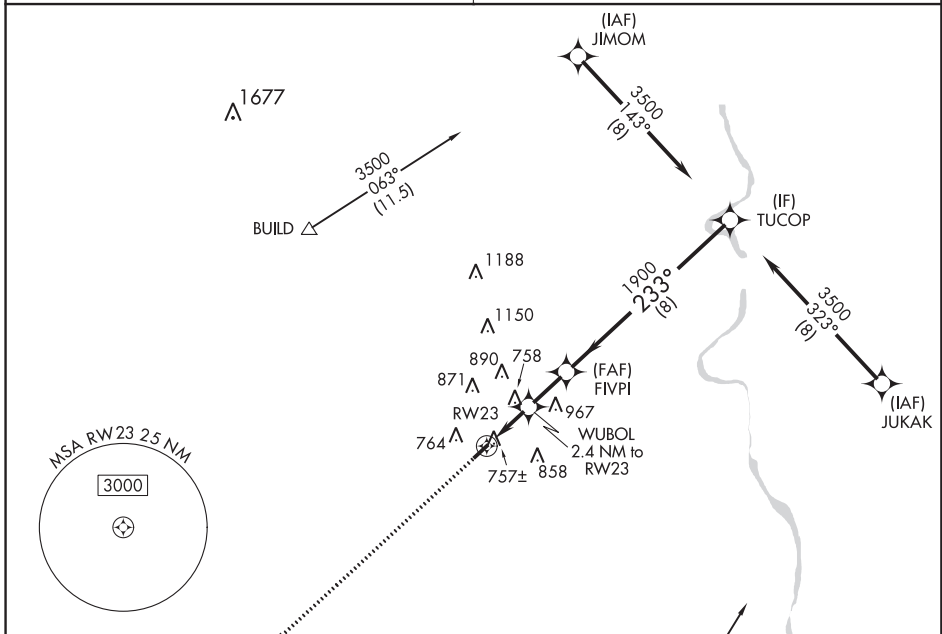 (IAF)
JIMOM
1677
3500
143°
(8)
3500
063°
(11.5)
BUILD
(IF)
TUCOP
1188
1900
233°
(8)
3500
323°
(8)
1150
890
758
871
(FAF)
FIVPI
(IAF)
JUKAK
RW23
967
764
WUBOL
2.4 NM to
RW23
757±
858
MSA RW23 25 NM
3000